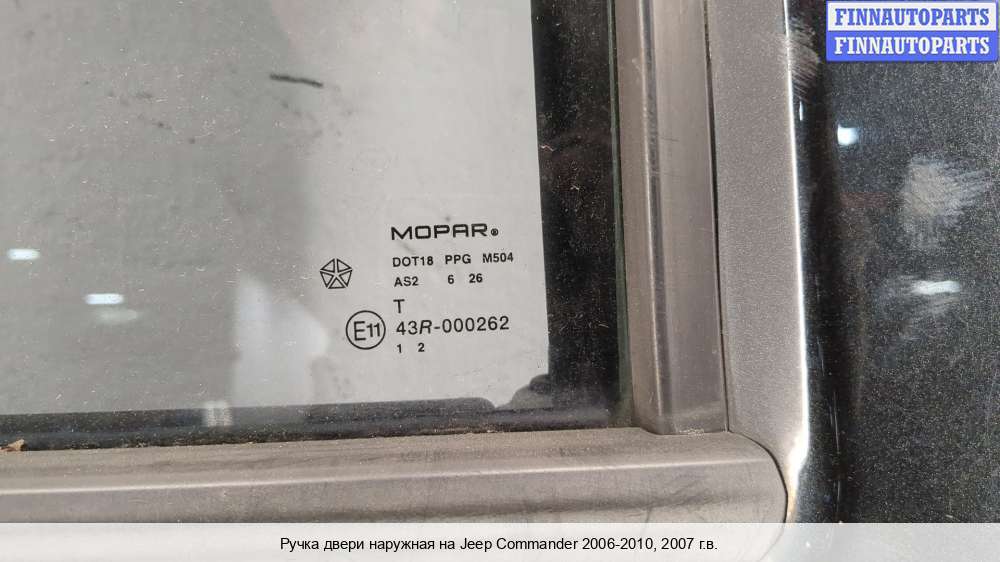 FINNAUTOPARTS
FINNAUTOPARTS
MOPAR®
DOT18 PPG M504
AS2 6 26
T
E11 43R-000262
1 2
Ручка двери наружная на Jeep Commander 2006-2010, 2007 г.в.